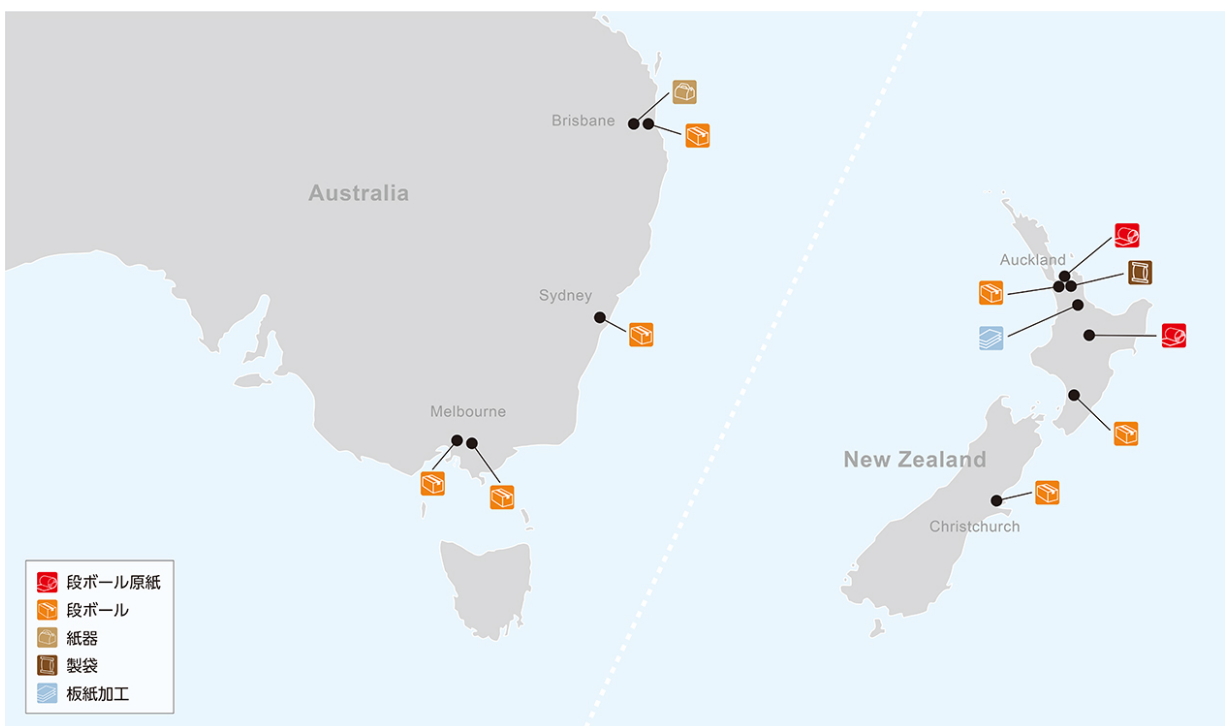 Brisbane
Australia
Auckland
Sydney
Melbourne
New Zealand
Christchurch
段ボール原紙
段ボール
紙器
製袋
板紙加工